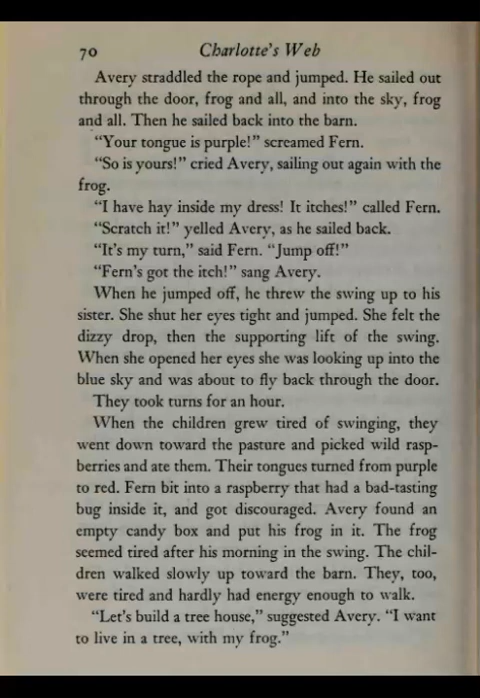 70 Charlotte's Web
Avery straddled the rope and jumped. He sailed out
through the door, frog and all, and into the sky, frog
and all. Then he sailed back into the barn.
"Your tongue is purple!" screamed Fern.
"So is yours!" cried Avery, sailing out again with the
frog.
"I have hay inside my dress! It itches!" called Fern.
"Scratch it!" yelled Avery, as he sailed back.
"It's my turn," said Fern. "Jump off!"
"Fern's got the itch!" sang Avery.
When he jumped off, he threw the swing up to his
sister. She shut her eyes tight and jumped. She felt the
dizzy drop, then the supporting lift of the swing.
When she opened her eyes she was looking up into the
blue sky and was about to fly back through the door.
They took turns for an hour.
When the children grew tired of swinging, they
went down toward the pasture and picked wild rasp-
berries and ate them. Their tongues turned from purple
to red. Fern bit into a raspberry that had a bad-tasting
bug inside it, and got discouraged. Avery found an
empty candy box and put his frog in it. The frog
seemed tired after his morning in the swing. The chil-
dren walked slowly up toward the barn. They, too,
were tired and hardly had energy enough to walk.
"Let's build a tree house," suggested Avery. "I want
to live in a tree, with my frog."